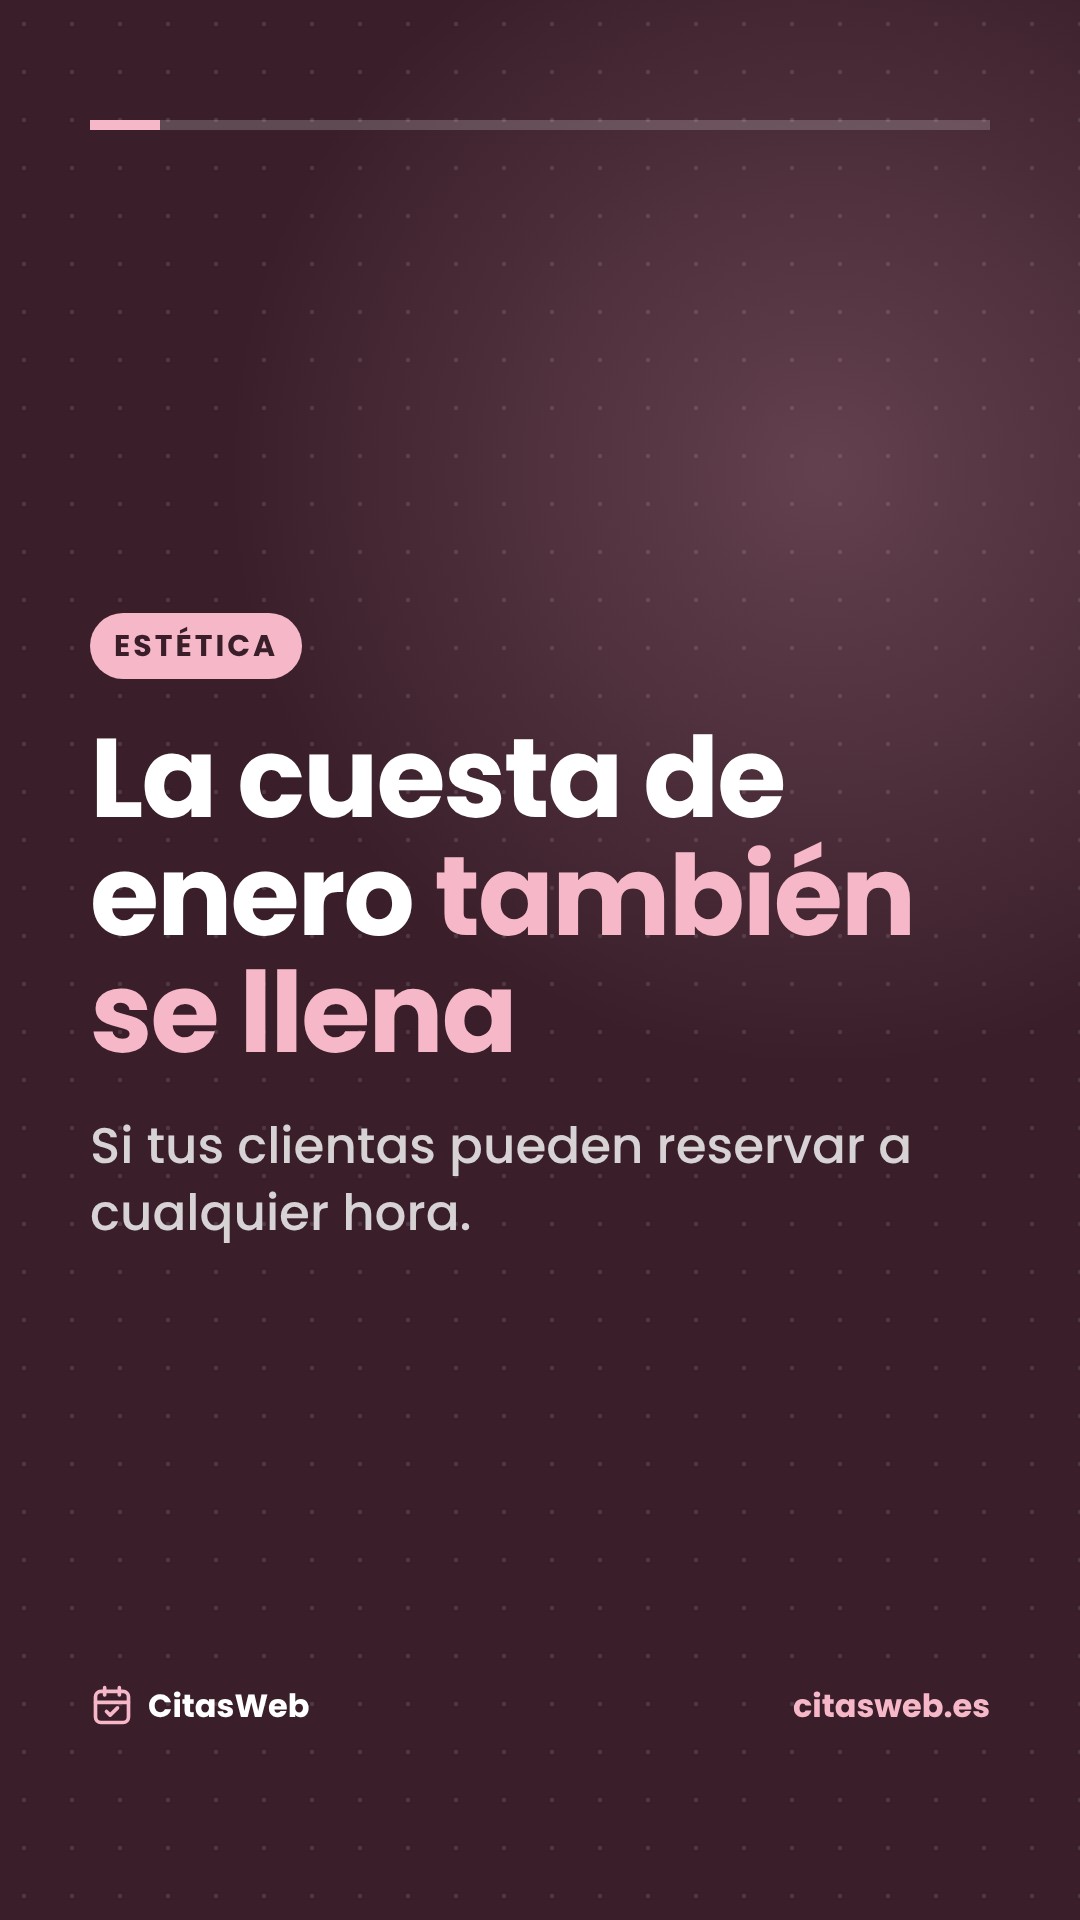 ESTÉTICA
La cuesta de
enero también
se llena
Si tus clientas pueden reservar a
cualquier hora.
CitasWeb
citasweb.es